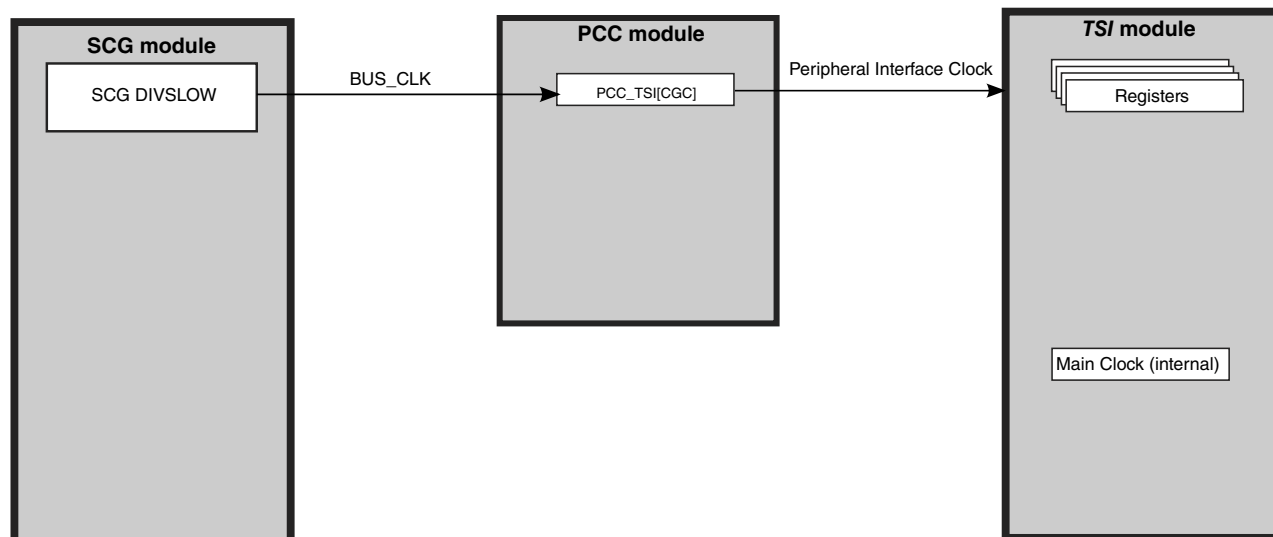 SCG module
SCG DIVSLOW
BUS_CLK
PCC module
PCC_TSI[CGC]
Peripheral Interface Clock
TSI module
Registers
Main Clock (internal)